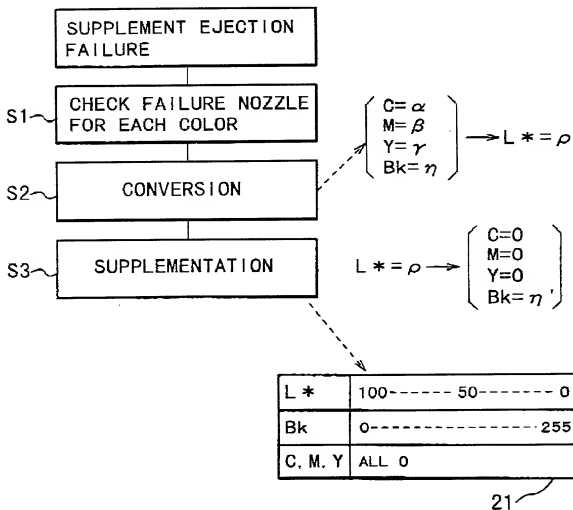 SUPPLEMENT EJECTION
FAILURE
S1
CHECK FAILURE NOZZLE
FOR EACH COLOR
S2
CONVERSION
C=α
M=β
Y=γ
Bk=η
L*=ρ
S3
SUPPLEMENTATION
L*=ρ
C=0
M=0
Y=0
Bk=η'
L* 100------50------0
Bk 0----------------255
C, M, Y ALL 0
21